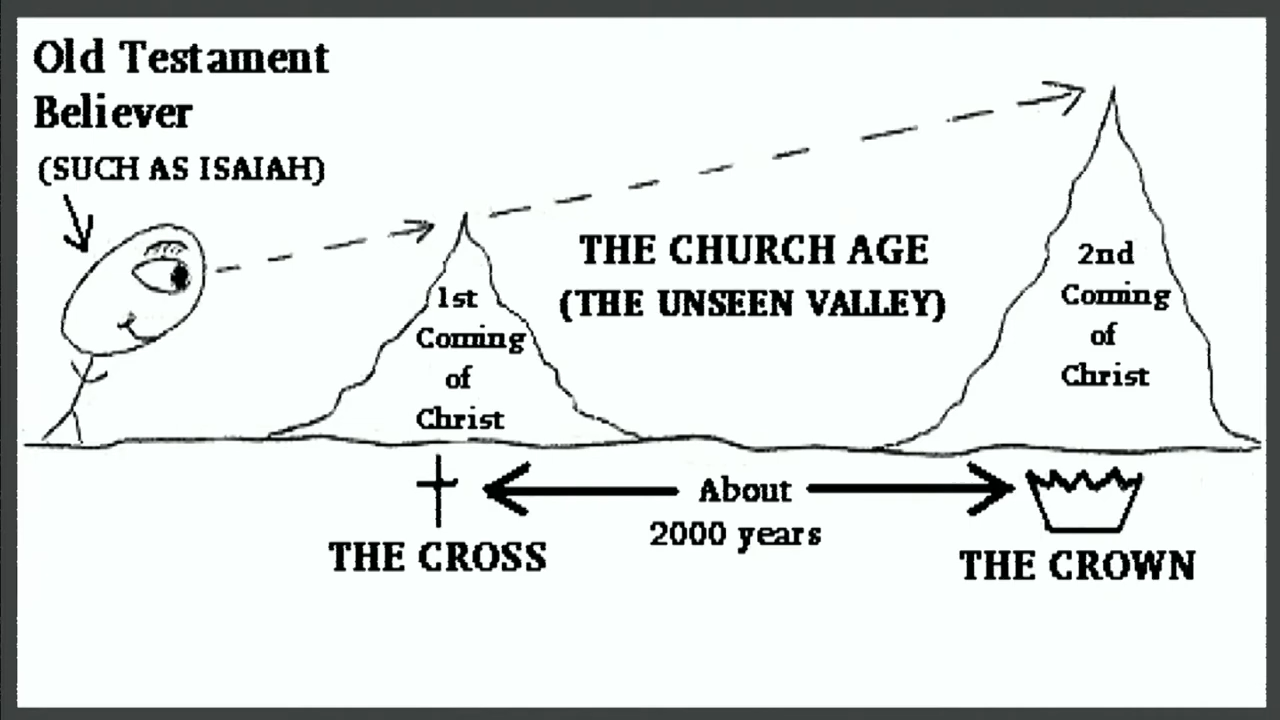 Old Testament
Believer
(SUCH AS ISAIAH)
THE CHURCH AGE
(THE UNSEEN VALLEY)
1st
Coming
of
Christ
2nd
Coming
of
Christ
About
2000 years
THE CROSS
THE CROWN